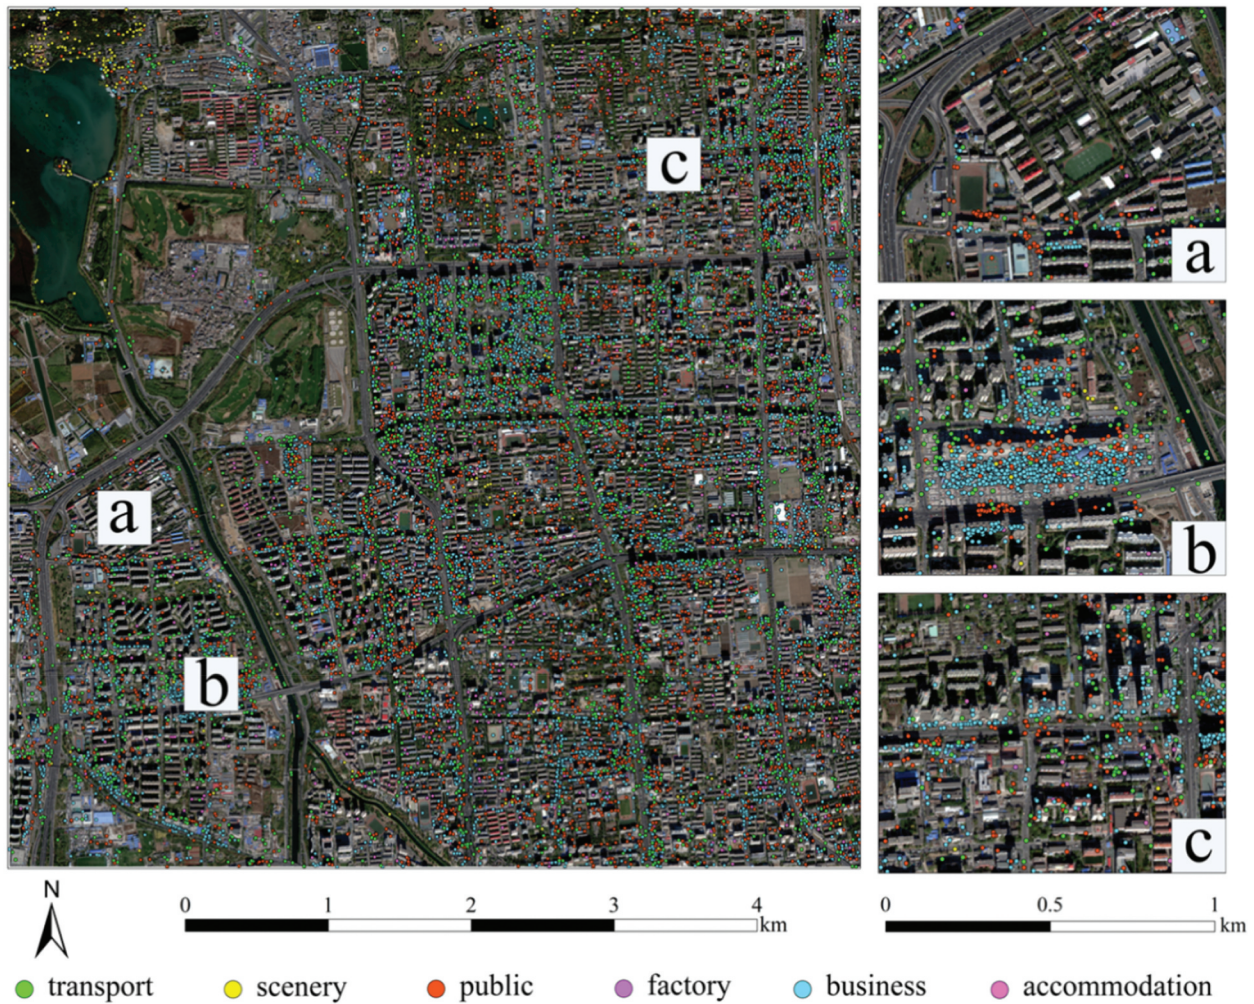 c
a
b
a
b
c
N
0 1 2 3 4 km
0 0.5 1 km
transport scenery public factory business accommodation